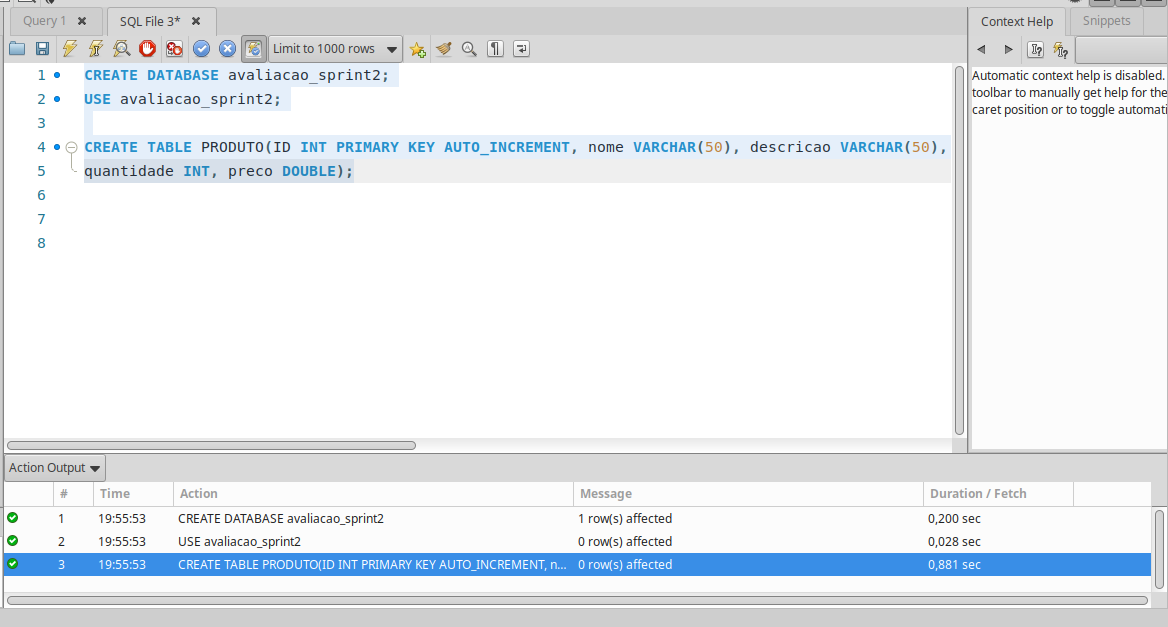 Query 1
SQL File 3*
Context Help
Snippets
Limit to 1000 rows
1 CREATE DATABASE avaliacao_sprint2;
2 USE avaliacao_sprint2;
3
4 CREATE TABLE PRODUTO(ID INT PRIMARY KEY AUTO_INCREMENT, nome VARCHAR(50), descricao VARCHAR(50),
5 quantidade INT, preco DOUBLE);
6
7
8
Automatic context help is disabled.
toolbar to manually get help for the
caret position or to toggle automati
Action Output
# Time Action Message Duration / Fetch
1 19:55:53 CREATE DATABASE avaliacao_sprint2 1 row(s) affected 0,200 sec
2 19:55:53 USE avaliacao_sprint2 0 row(s) affected 0,028 sec
3 19:55:53 CREATE TABLE PRODUTO(ID INT PRIMARY KEY AUTO_INCREMENT, n... 0 row(s) affected 0,881 sec